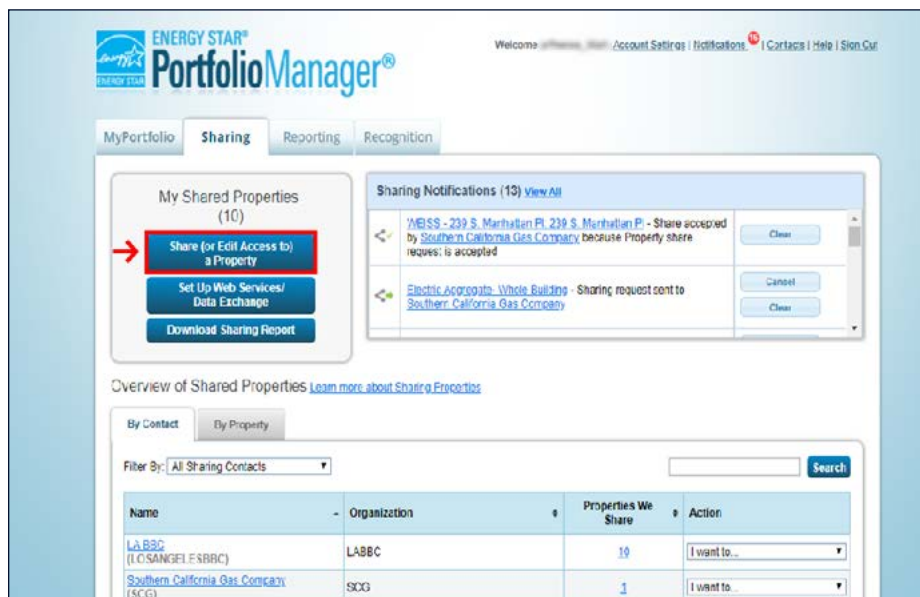 ENERGY STAR®
PortfolioManager®
ENERGY STAR
Welcome Account Settings | Notifications 15 | Contacts | Help | Sign Out
MyPortfolio Sharing Reporting Recognition
My Shared Properties
(10)
Share (or Edit Access to)
a Property
Set Up Web Services/
Data Exchange
Download Sharing Report
Sharing Notifications (13) View All
WEISS - 239 S. Manhattan Pl, 239 S. Manhattan Pl - Share accepted
by Southern California Gas Company because Property share
request is accepted
Clear
Electric Aggregate- Whole Building - Sharing request sent to
Southern California Gas Company
Cancel
Clear
Overview of Shared Properties Learn more about Sharing Properties
By Contact By Property
Filter By: All Sharing Contacts
Search
Name Organization Properties We Share Action
LA BBC
(LOSANGELESBBC)
LABBC 10 I want to...
Southern California Gas Company
(SCG)
SCG 1 I want to...